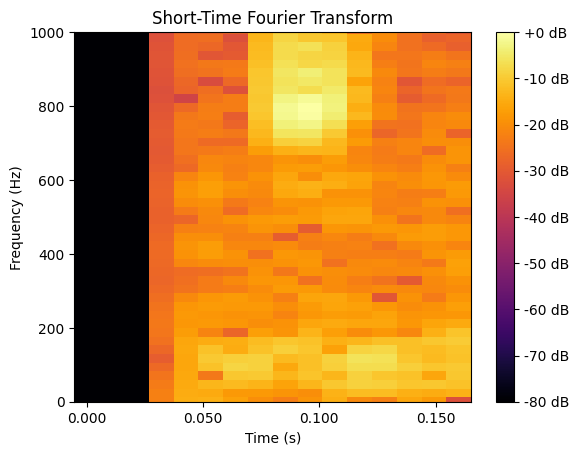 Short-Time Fourier Transform
1000
800
600
400
200
0
Frequency (Hz)
0.000
0.050
0.100
0.150
Time (s)
+0 dB
-10 dB
-20 dB
-30 dB
-40 dB
-50 dB
-60 dB
-70 dB
-80 dB